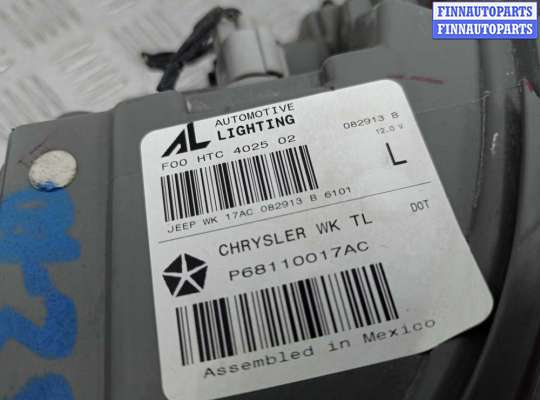 FINNAUTOPARTS
FINNAUTOPARTS
AL AUTOMOTIVE
LIGHTING
F00 HTC 4025 02
082913 B
12.0 V
L
JEEP WK 17AC 082913 B 6101
CHRYSLER WK TL
DOT
P68110017AC
Assembled in Mexico